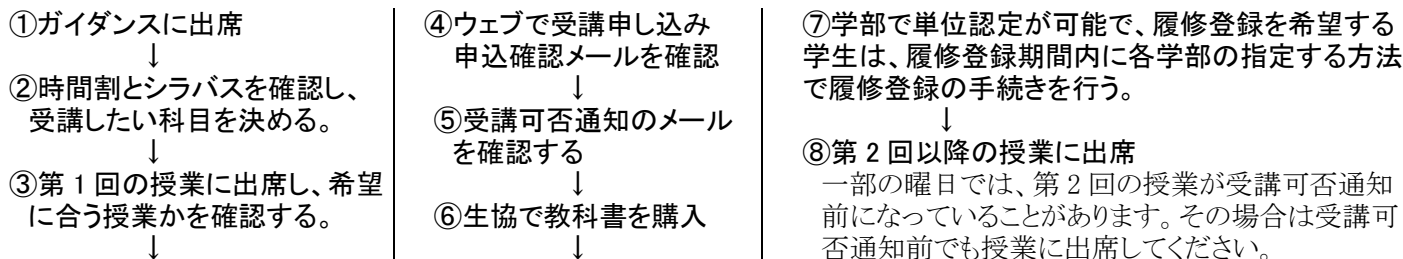 ①ガイダンスに出席
↓
②時間割とシラバスを確認し、
受講したい科目を決める。
↓
③第1回の授業に出席し、希望
に合う授業かを確認する。
↓
④ウェブで受講申し込み
申込確認メールを確認
↓
⑤受講可否通知のメール
を確認する
↓
⑥生協で教科書を購入
↓
⑦学部で単位認定が可能で、履修登録を希望する
学生は、履修登録期間内に各学部の指定する方法
で履修登録の手続きを行う。
↓
⑧第2回以降の授業に出席
一部の曜日では、第2回の授業が受講可否通知
前になっていることがあります。その場合は受講可
否通知前でも授業に出席してください。